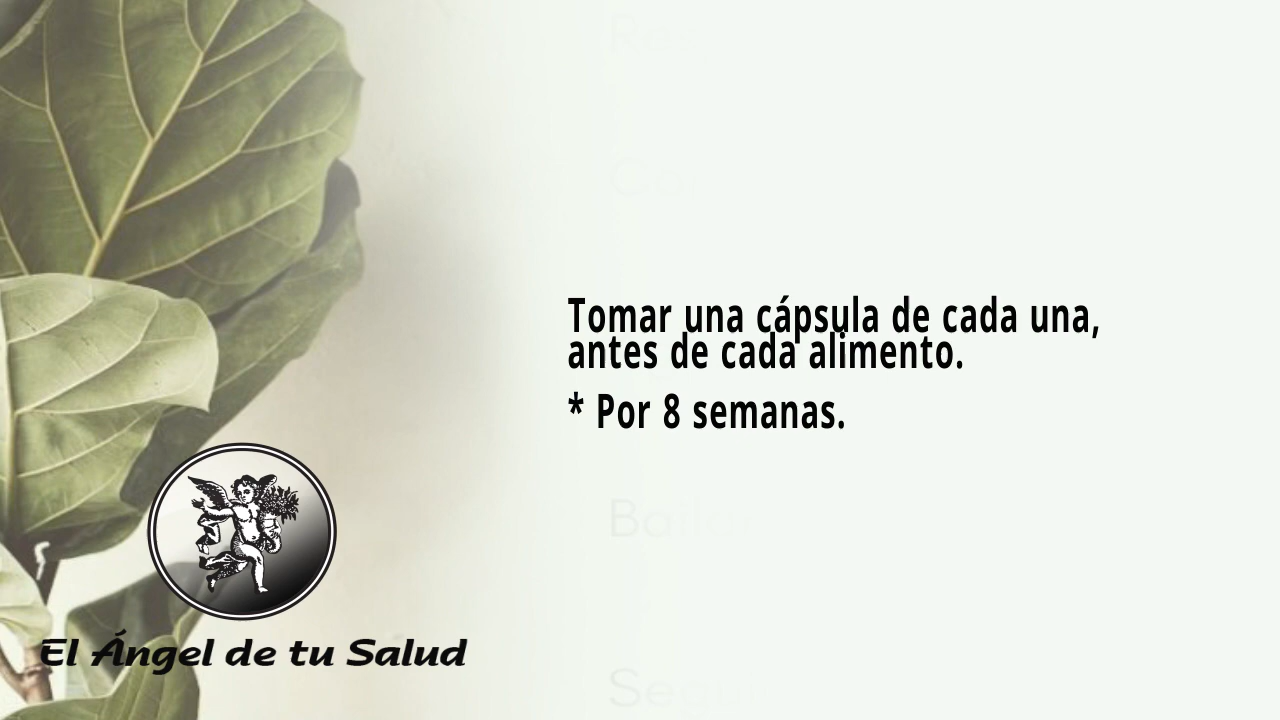 Tomar una cápsula de cada una,
antes de cada alimento.
* Por 8 semanas.
El Ángel de tu Salud